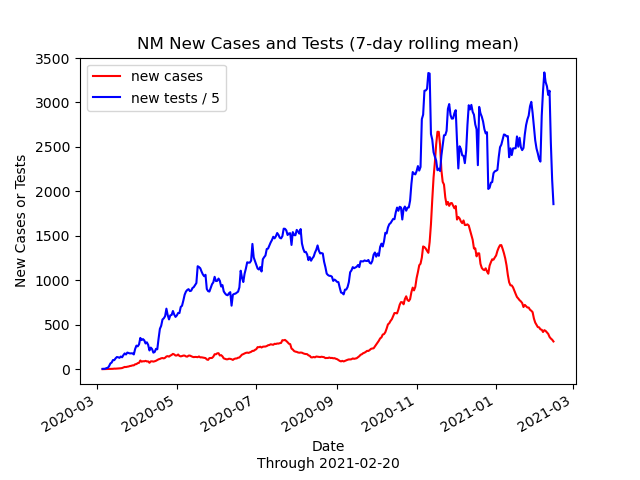 NM New Cases and Tests (7-day rolling mean)
new cases
new tests / 5
3500
3000
2500
2000
1500
1000
500
0
New Cases or Tests
2020-03
2020-05
2020-07
2020-09
2020-11
2021-01
2021-03
Date
Through 2021-02-20